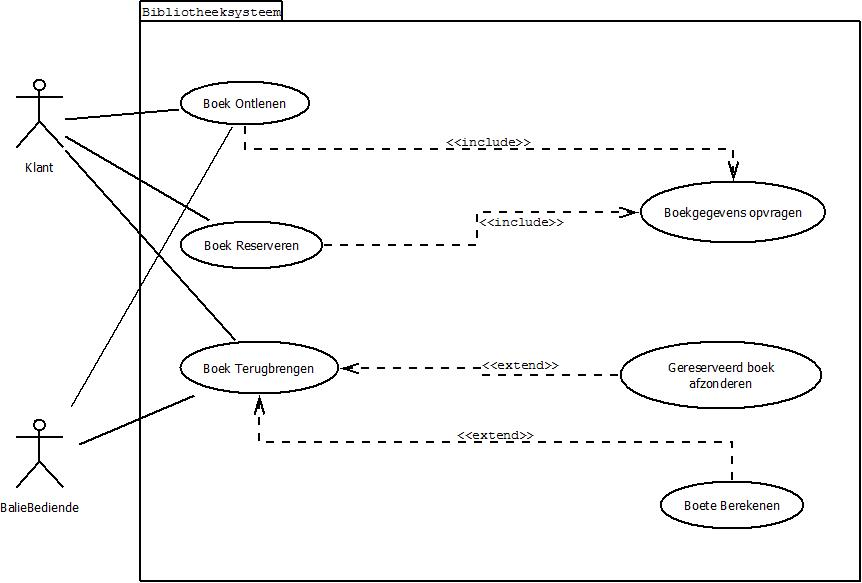 Bibliotheeksysteem
Boek Ontlenen
<<include>>
Klant
Boekgegevens opvragen
<<include>>
Boek Reserveren
Boek Terugbrengen
<<extend>>
Gereserveerd boek
afzonderen
<<extend>>
BalieBediende
Boete Berekenen